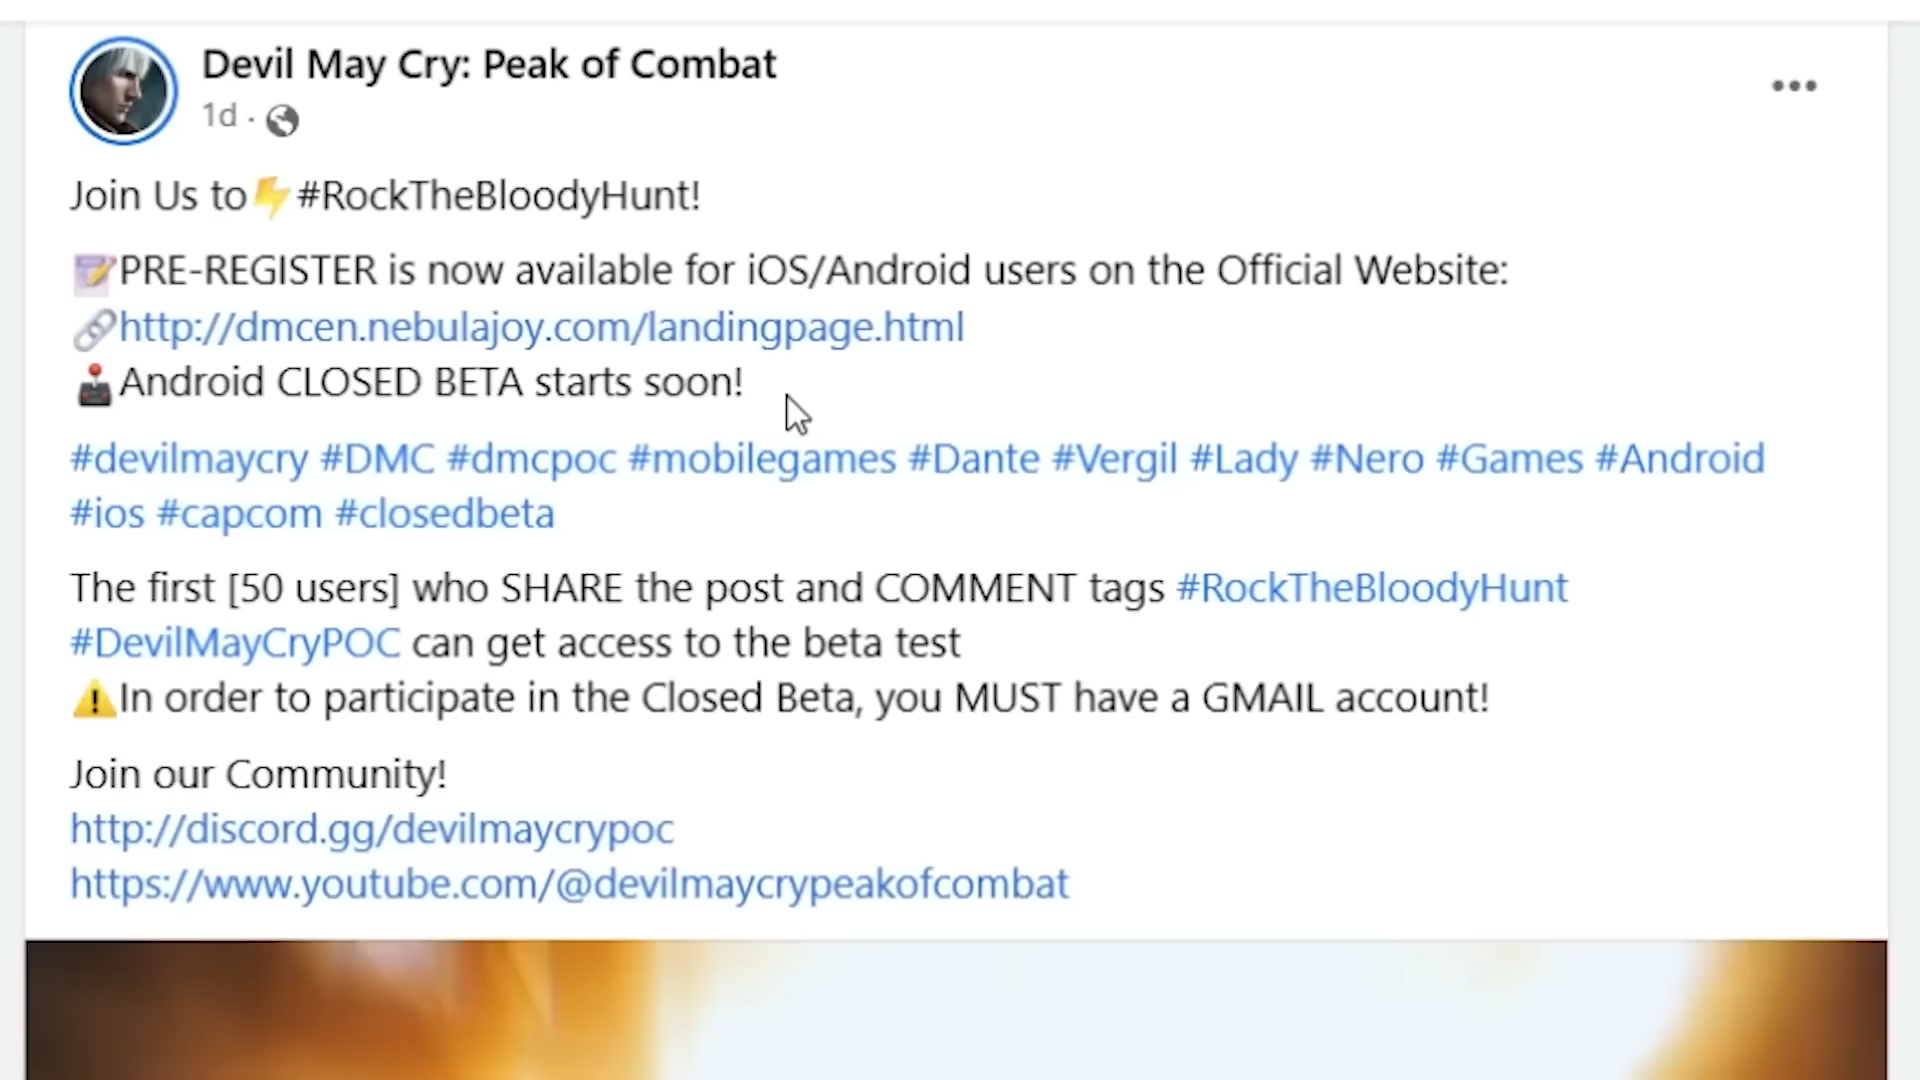 Devil May Cry: Peak of Combat
1d ·
Join Us to⚡#RockTheBloodyHunt!
📝PRE-REGISTER is now available for iOS/Android users on the Official Website:
🔗http://dmcen.nebulajoy.com/landingpage.html
🕹️Android CLOSED BETA starts soon!
#devilmaycry #DMC #dmcpoc #mobilegames #Dante #Vergil #Lady #Nero #Games #Android
#ios #capcom #closedbeta
The first [50 users] who SHARE the post and COMMENT tags #RockTheBloodyHunt
#DevilMayCryPOC can get access to the beta test
⚠️In order to participate in the Closed Beta, you MUST have a GMAIL account!
Join our Community!
http://discord.gg/devilmaycrypoc
https://www.youtube.com/@devilmaycrypeakofcombat